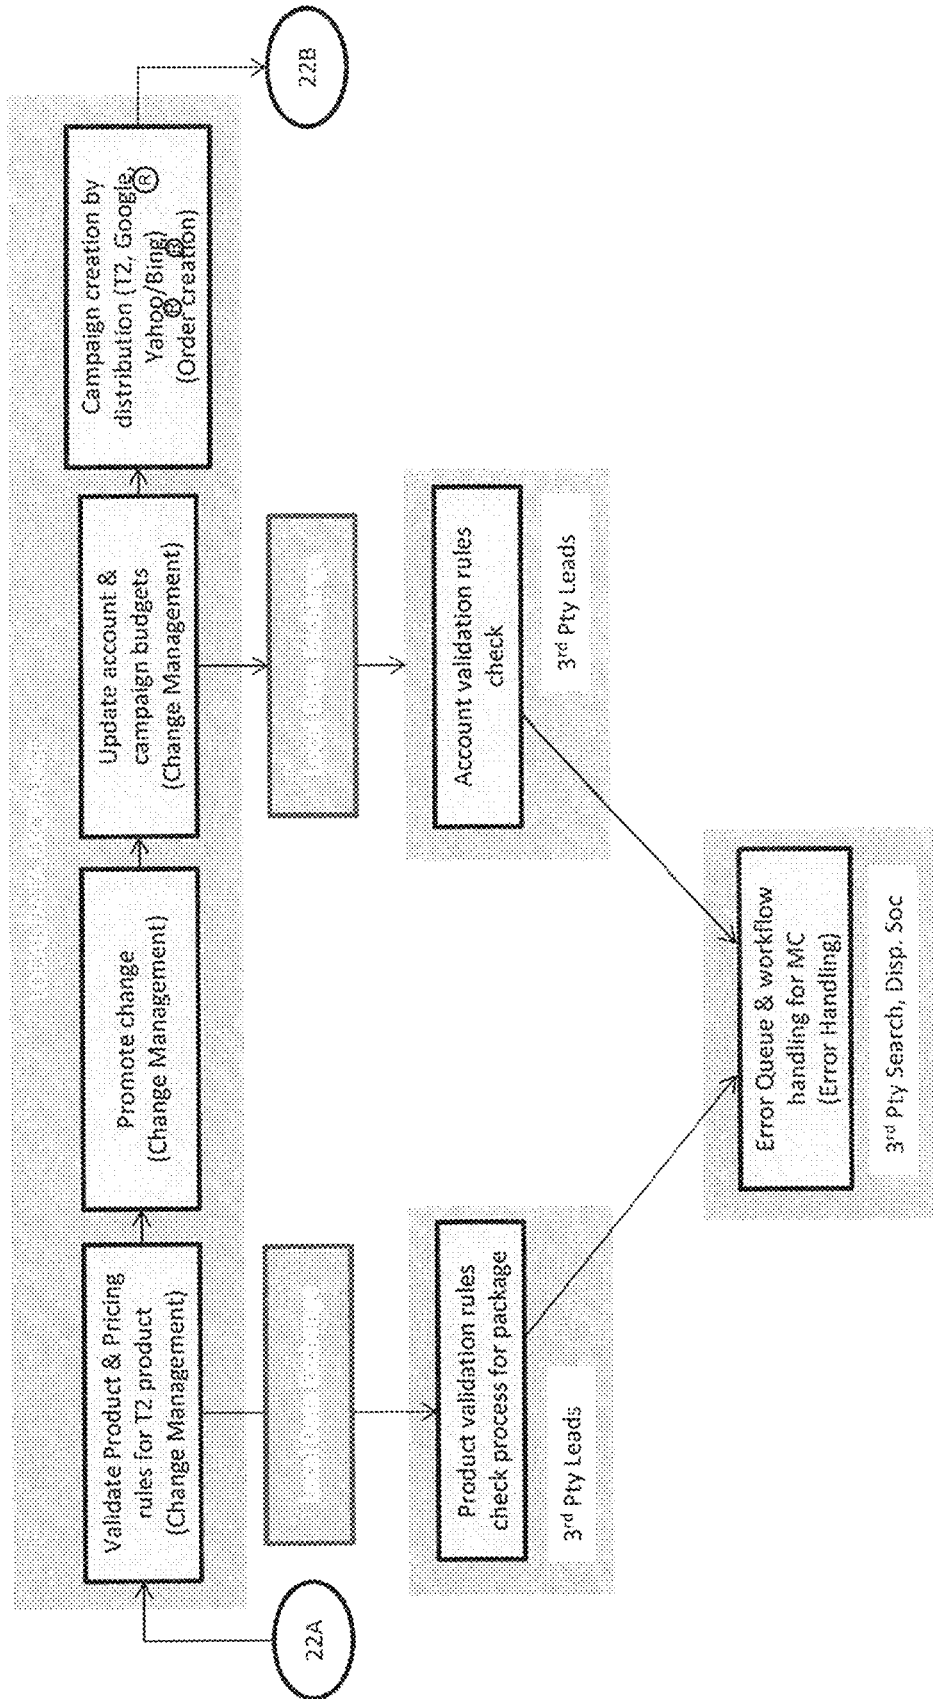 22A
Validate Product & Pricing
rules for T2 product
(Change Management)
Promote change
(Change Management)
Update account &
campaign budgets
(Change Management)
Campaign creation by
distribution (T2, Google,
®
Yahoo/Bing)
® ®
(Order creation)
22B
Product validation rules
check process for package
3rd Pty Leads
Account validation rules
check
3rd Pty Leads
Error Queue & workflow
handling for MC
(Error Handling)
3rd Pty Search, Disp. Soc